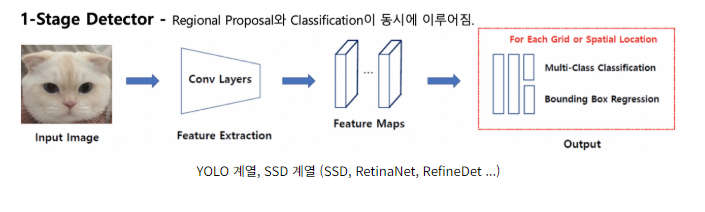 1-Stage Detector - Regional Proposal와 Classification이 동시에 이루어짐.
For Each Grid or Spatial Location
Conv Layers
...
Multi-Class Classification
Bounding Box Regression
Input Image
Feature Extraction
Feature Maps
Output
YOLO 계열, SSD 계열 (SSD, RetinaNet, RefineDet ...)